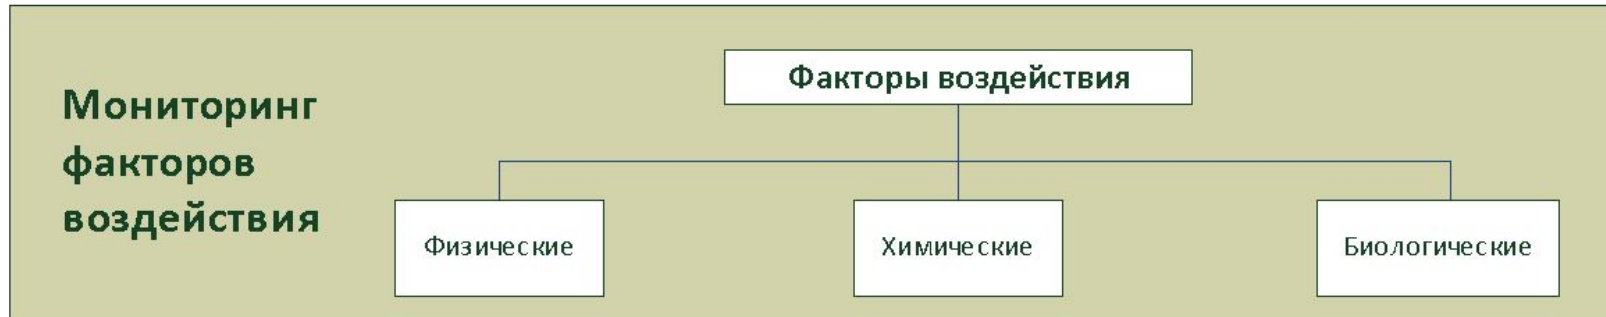 Мониторинг
факторов
воздействия
Факторы воздействия
Физические
Химические
Биологические